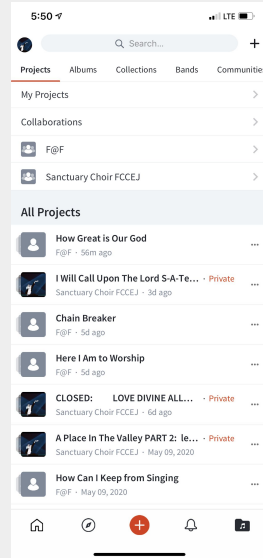 5:50 LTE
Search...
Projects Albums Collections Bands Communitie
My Projects
Collaborations
F@F
Sanctuary Choir FCCEJ
All Projects
How Great is Our God
F@F · 56m ago
I Will Call Upon The Lord S-A-Te... · Private
Sanctuary Choir FCCEJ · 3d ago
Chain Breaker
F@F · 5d ago
Here I Am to Worship
F@F · 5d ago
CLOSED: LOVE DIVINE ALL... · Private
Sanctuary Choir FCCEJ · 6d ago
A Place In The Valley PART 2: le... · Private
Sanctuary Choir FCCEJ · May 09, 2020
How Can I Keep from Singing
F@F · May 09, 2020